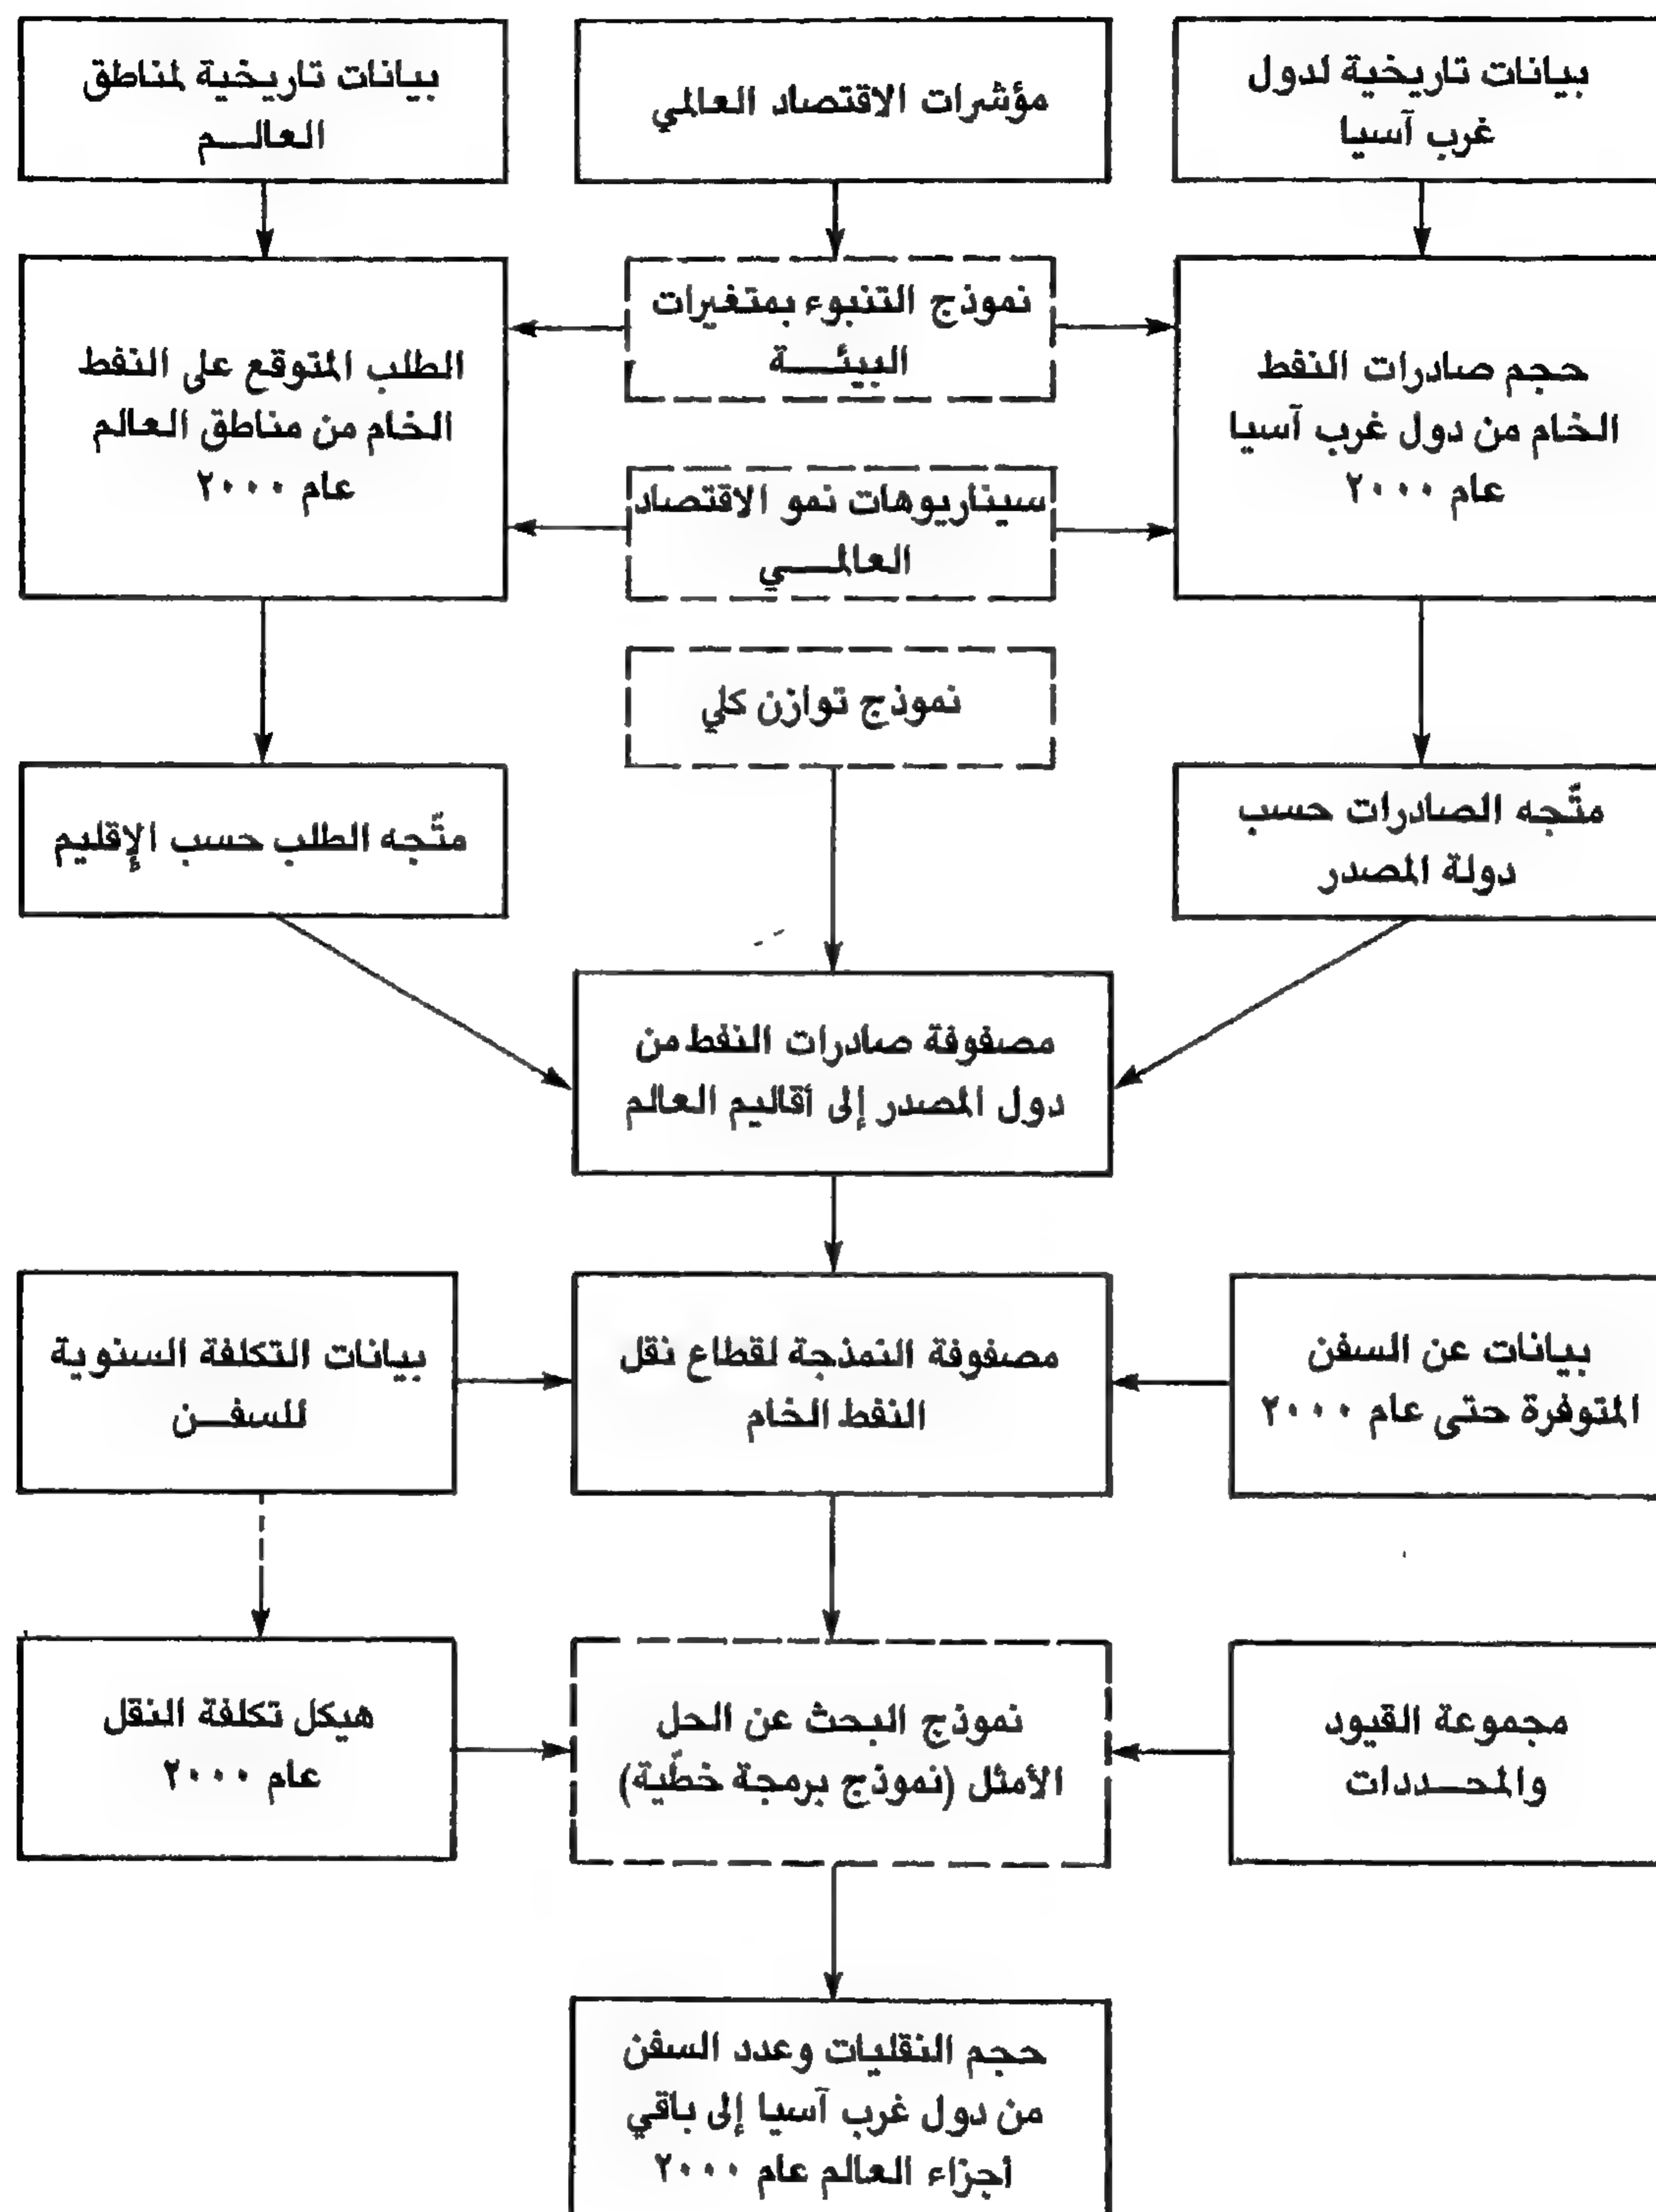 بيانات تاريخية لدول
غرب آسيا
مؤشرات الاقتصاد العالمي
بيانات تاريخية لمناطق
العالـــم
حجم صادرات النفط
الخام من دول غرب آسيا
عام ٢٠٠٠
نموذج التنبوء بمتغيرات
البيئـــة
الطلب المتوقع على النفط
الخام من مناطق العالم
عام ٢٠٠٠
سيناريوهات نمو الاقتصاد
العالمـــي
نموذج توازن كلي
متّجه الصادرات حسب
دولة المصدر
متّجه الطلب حسب الإقليم
مصفوفة صادرات النفط من
دول المصدر إلى أقاليم العالم
بيانات عن السفن
المتوفرة حتى عام ٢٠٠٠
مصفوفة النمذجة لقطاع نقل
النفط الخام
بيانات التكلفة السنوية
للسفـــن
مجموعة القيود
والمحـــددات
نموذج البحث عن الحل
الأمثل (نموذج برمجة خطّية)
هيكل تكلفة النقل
عام ٢٠٠٠
حجم النقليات وعدد السفن
من دول غرب آسيا إلى باقي
أجزاء العالم عام ٢٠٠٠